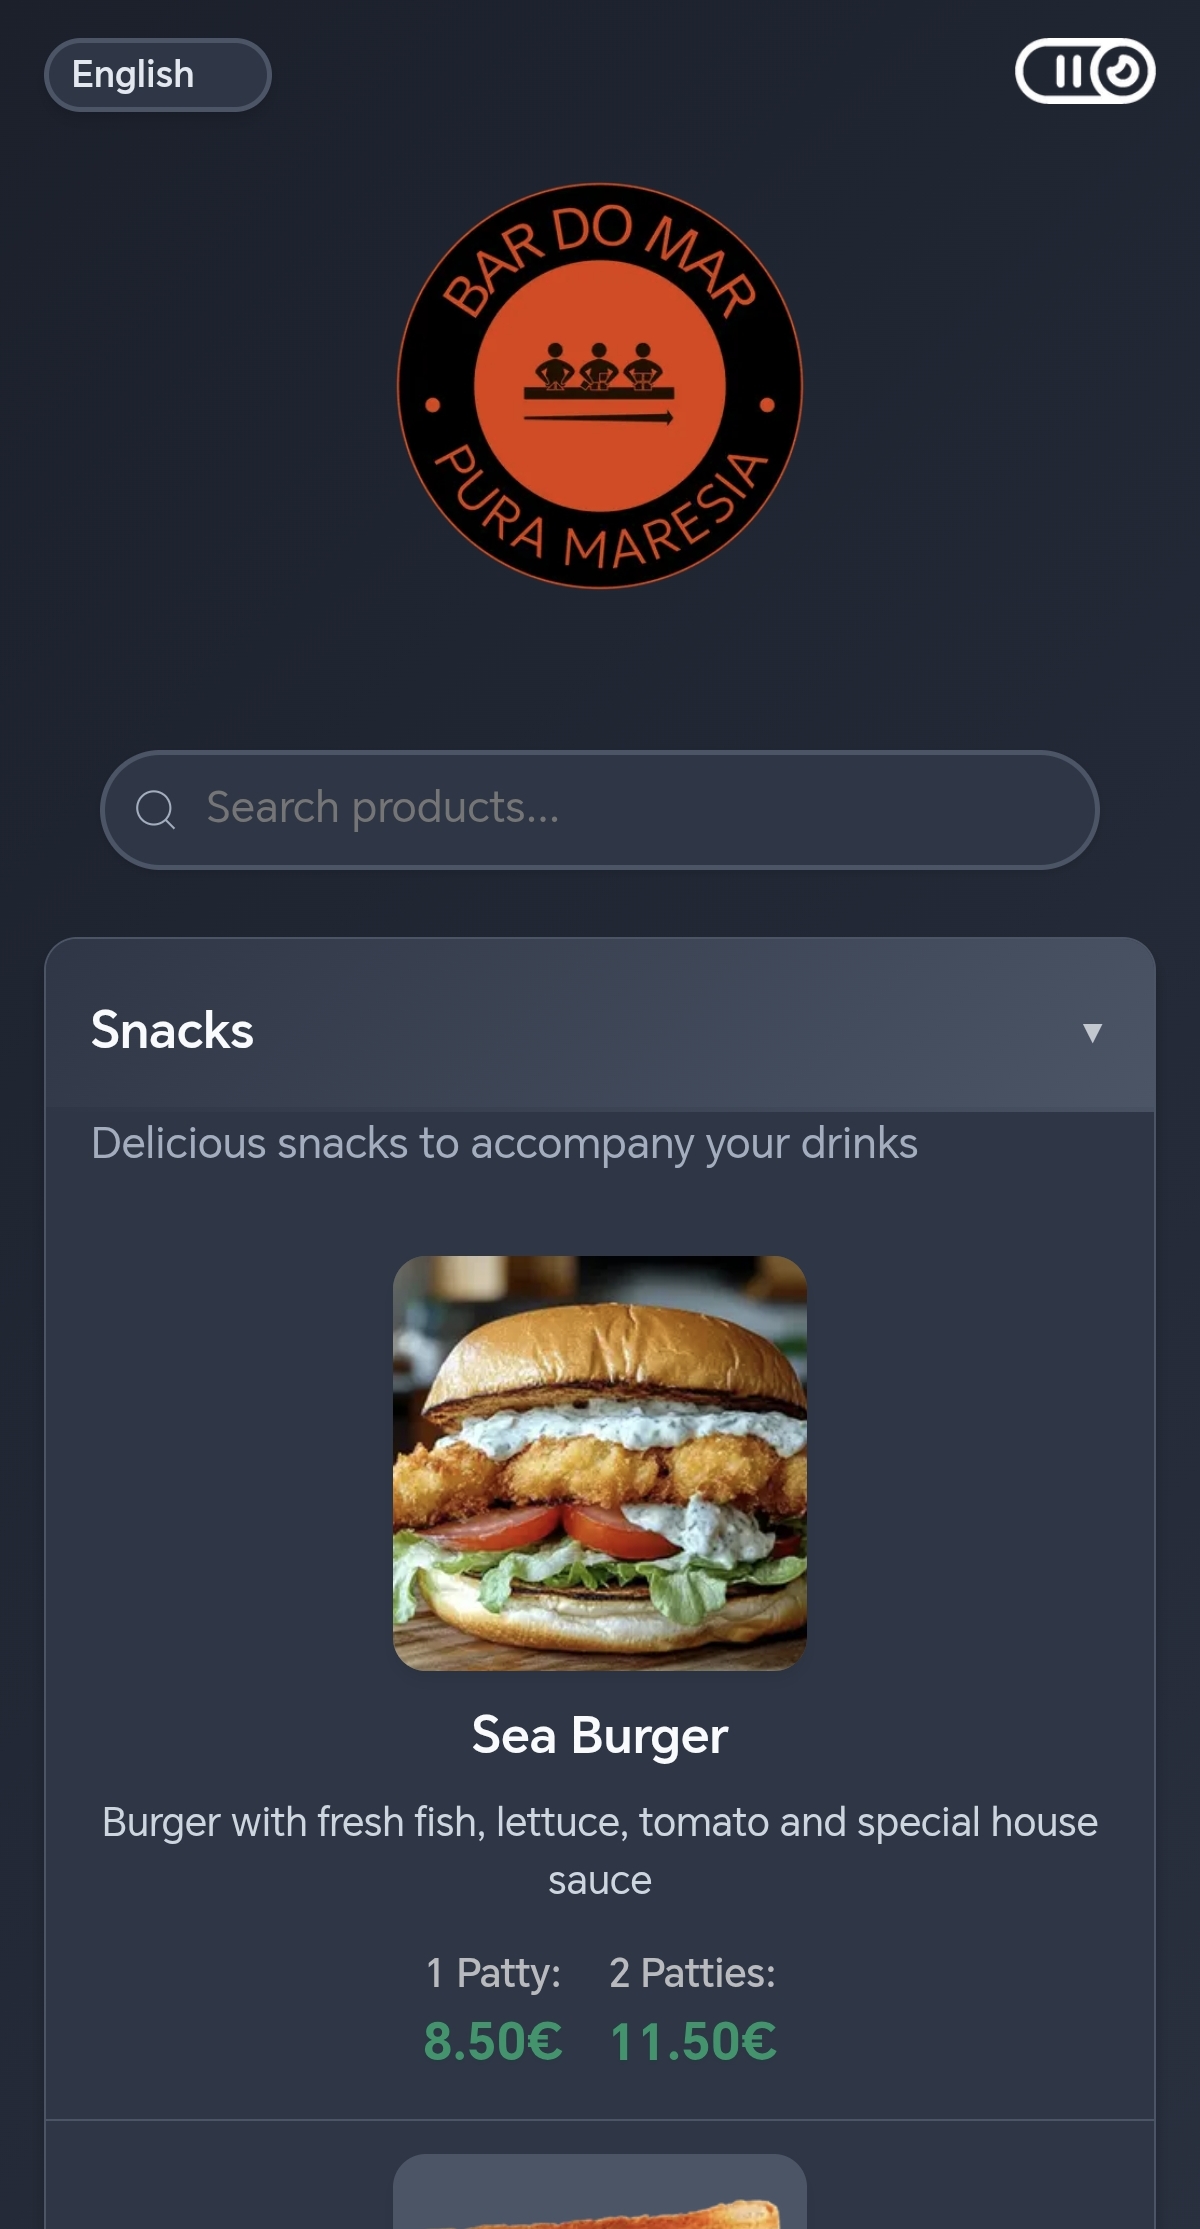 English
BAR DO MAR
PURA MARESIA
Search products...
Snacks
▼
Delicious snacks to accompany your drinks
Sea Burger
Burger with fresh fish, lettuce, tomato and special house
sauce
1 Patty: 2 Patties:
8.50€ 11.50€